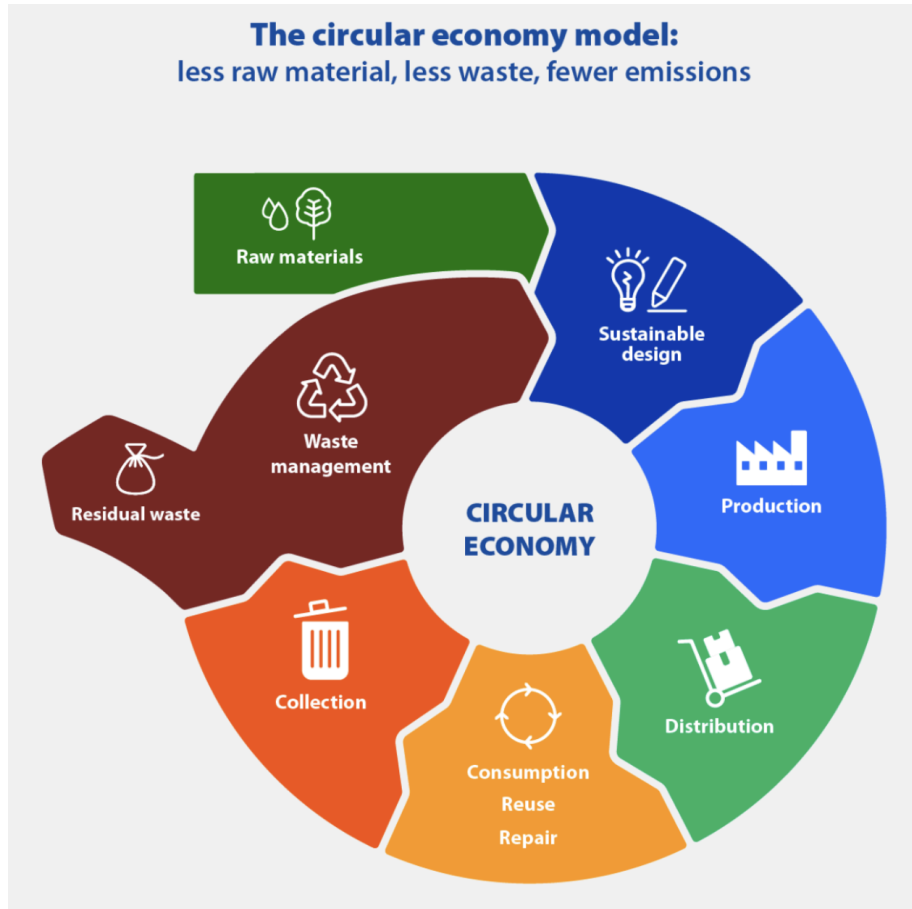 The circular economy model:
less raw material, less waste, fewer emissions
Raw materials
Sustainable
design
Production
Distribution
Consumption
Reuse
Repair
Collection
Waste
management
Residual waste
CIRCULAR
ECONOMY